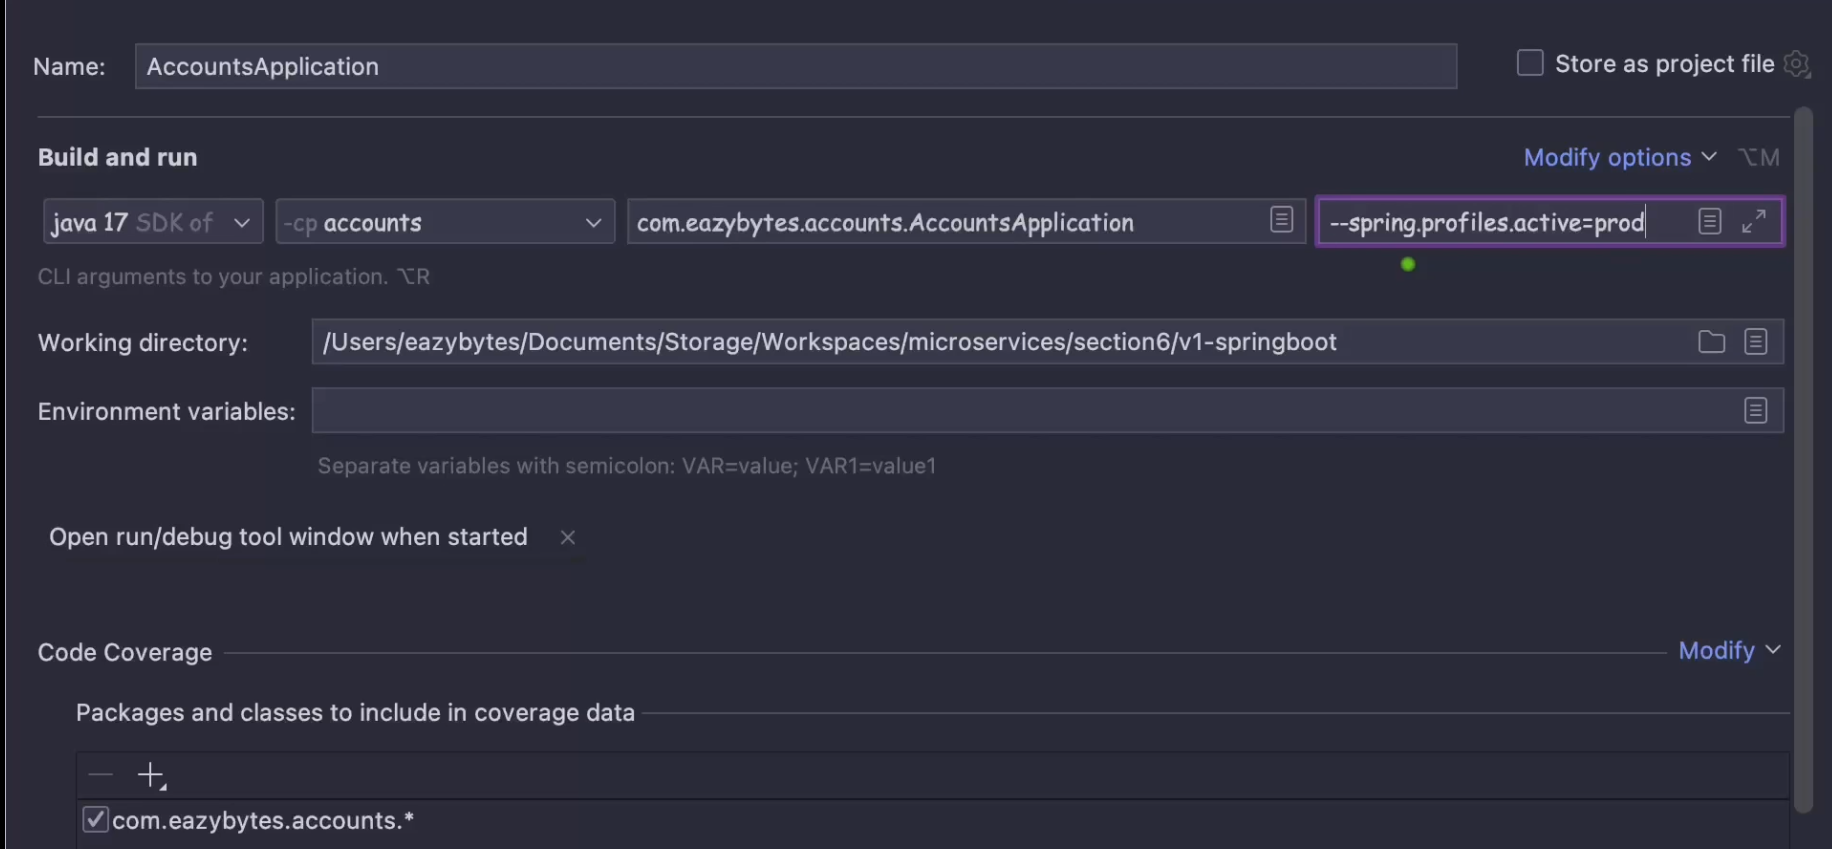 Name: AccountsApplication Store as project file
Build and run Modify options ⌥M
java 17 SDK of -cp accounts com.eazybytes.accounts.AccountsApplication --spring.profiles.active=prod
CLI arguments to your application. ⌥R
Working directory: /Users/eazybytes/Documents/Storage/Workspaces/microservices/section6/v1-springboot
Environment variables:
Separate variables with semicolon: VAR=value; VAR1=value1
Open run/debug tool window when started ×
Code Coverage Modify
Packages and classes to include in coverage data
com.eazybytes.accounts.*